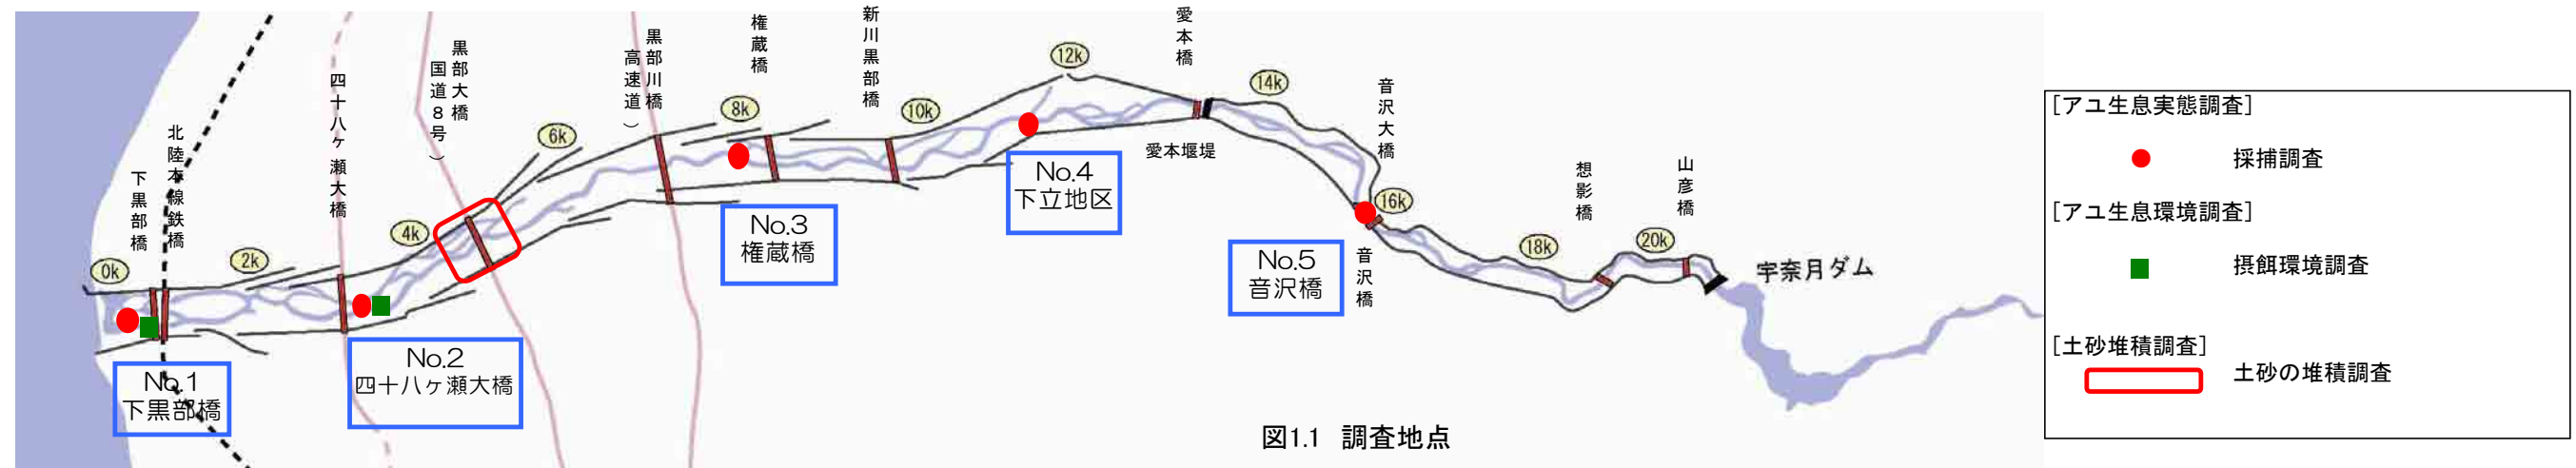 下黒部橋
北陸本線鉄橋
四十八ヶ瀬大橋
黒部大橋
国道8号）
黒部川橋
高速道）
権蔵橋
新川黒部橋
愛本橋
愛本堰堤
音沢大橋
音沢橋
想影橋
山彦橋
宇奈月ダム
0k
2k
4k
6k
8k
10k
12k
14k
16k
18k
20k
No.1
下黒部橋
No.2
四十八ヶ瀬大橋
No.3
権蔵橋
No.4
下立地区
No.5
音沢橋
図1.1 調査地点
[アユ生息実態調査]
採捕調査
[アユ生息環境調査]
摂餌環境調査
[土砂堆積調査]
土砂の堆積調査